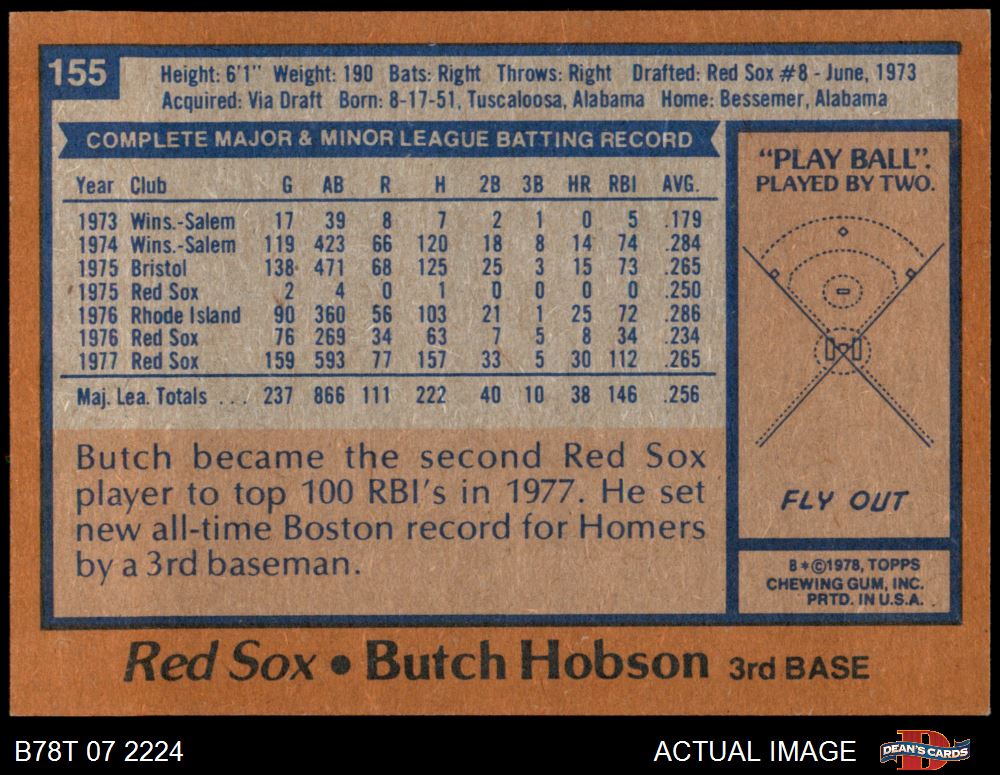 155
Height: 6'1" Weight: 190 Bats: Right Throws: Right Drafted: Red Sox #8 - June, 1973
Acquired: Via Draft Born: 8-17-51, Tuscaloosa, Alabama Home: Bessemer, Alabama
COMPLETE MAJOR & MINOR LEAGUE BATTING RECORD
Year Club G AB R H 2B 3B HR RBI AVG.
1973 Wins.-Salem 17 39 8 7 2 1 0 5 .179
1974 Wins.-Salem 119 423 66 120 18 8 14 74 .284
1975 Bristol 138 471 68 125 25 3 15 73 .265
1975 Red Sox 2 4 0 1 0 0 0 0 .250
1976 Rhode Island 90 360 56 103 21 1 25 72 .286
1976 Red Sox 76 269 34 63 7 5 8 34 .234
1977 Red Sox 159 593 77 157 33 5 30 112 .265
Maj. Lea. Totals . . . 237 866 111 222 40 10 38 146 .256
Butch became the second Red Sox
player to top 100 RBI's in 1977. He set
new all-time Boston record for Homers
by a 3rd baseman.
"PLAY BALL".
PLAYED BY TWO.
FLY OUT
B*©1978, TOPPS
CHEWING GUM, INC.
PRTD. IN U.S.A.
Red Sox • Butch Hobson 3rd BASE
B78T 07 2224
ACTUAL IMAGE
D
DEAN'S CARDS